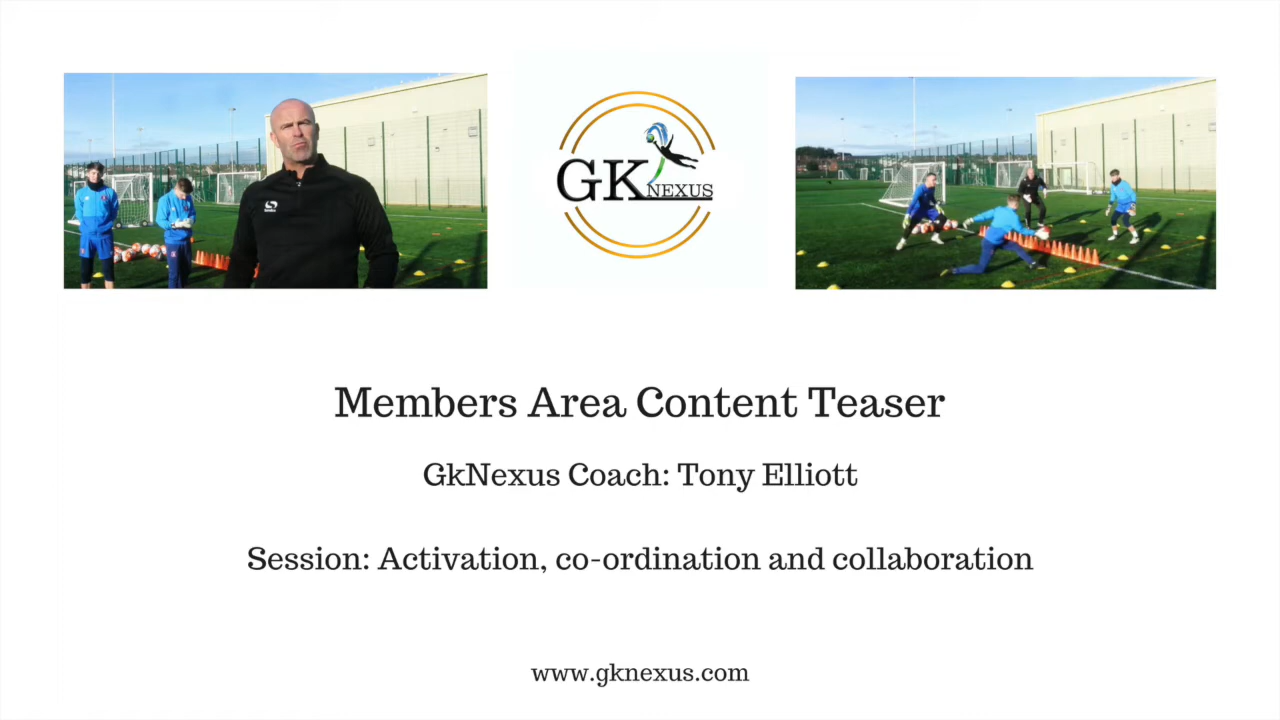 GK NEXUS
Members Area Content Teaser
GkNexus Coach: Tony Elliott
Session: Activation, co-ordination and collaboration
www.gknexus.com